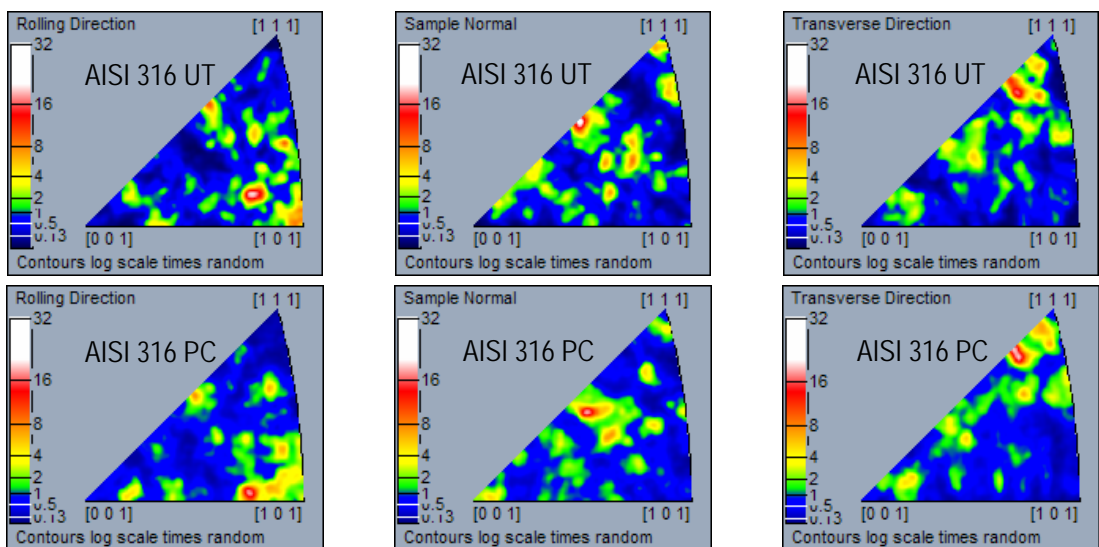 Rolling Direction [1 1 1]
32
AISI 316 UT
16
8
4
2
1
0.5
0.13
[0 0 1] [1 0 1]
Contours log scale times random
Sample Normal [1 1 1]
32
AISI 316 UT
16
8
4
2
1
0.5
0.13
[0 0 1] [1 0 1]
Contours log scale times random
Transverse Direction [1 1 1]
32
AISI 316 UT
16
8
4
2
1
0.5
0.13
[0 0 1] [1 0 1]
Contours log scale times random
Rolling Direction [1 1 1]
32
AISI 316 PC
16
8
4
2
1
0.5
0.13
[0 0 1] [1 0 1]
Contours log scale times random
Sample Normal [1 1 1]
32
AISI 316 PC
16
8
4
2
1
0.5
0.13
[0 0 1] [1 0 1]
Contours log scale times random
Transverse Direction [1 1 1]
32
AISI 316 PC
16
8
4
2
1
0.5
0.13
[0 0 1] [1 0 1]
Contours log scale times random